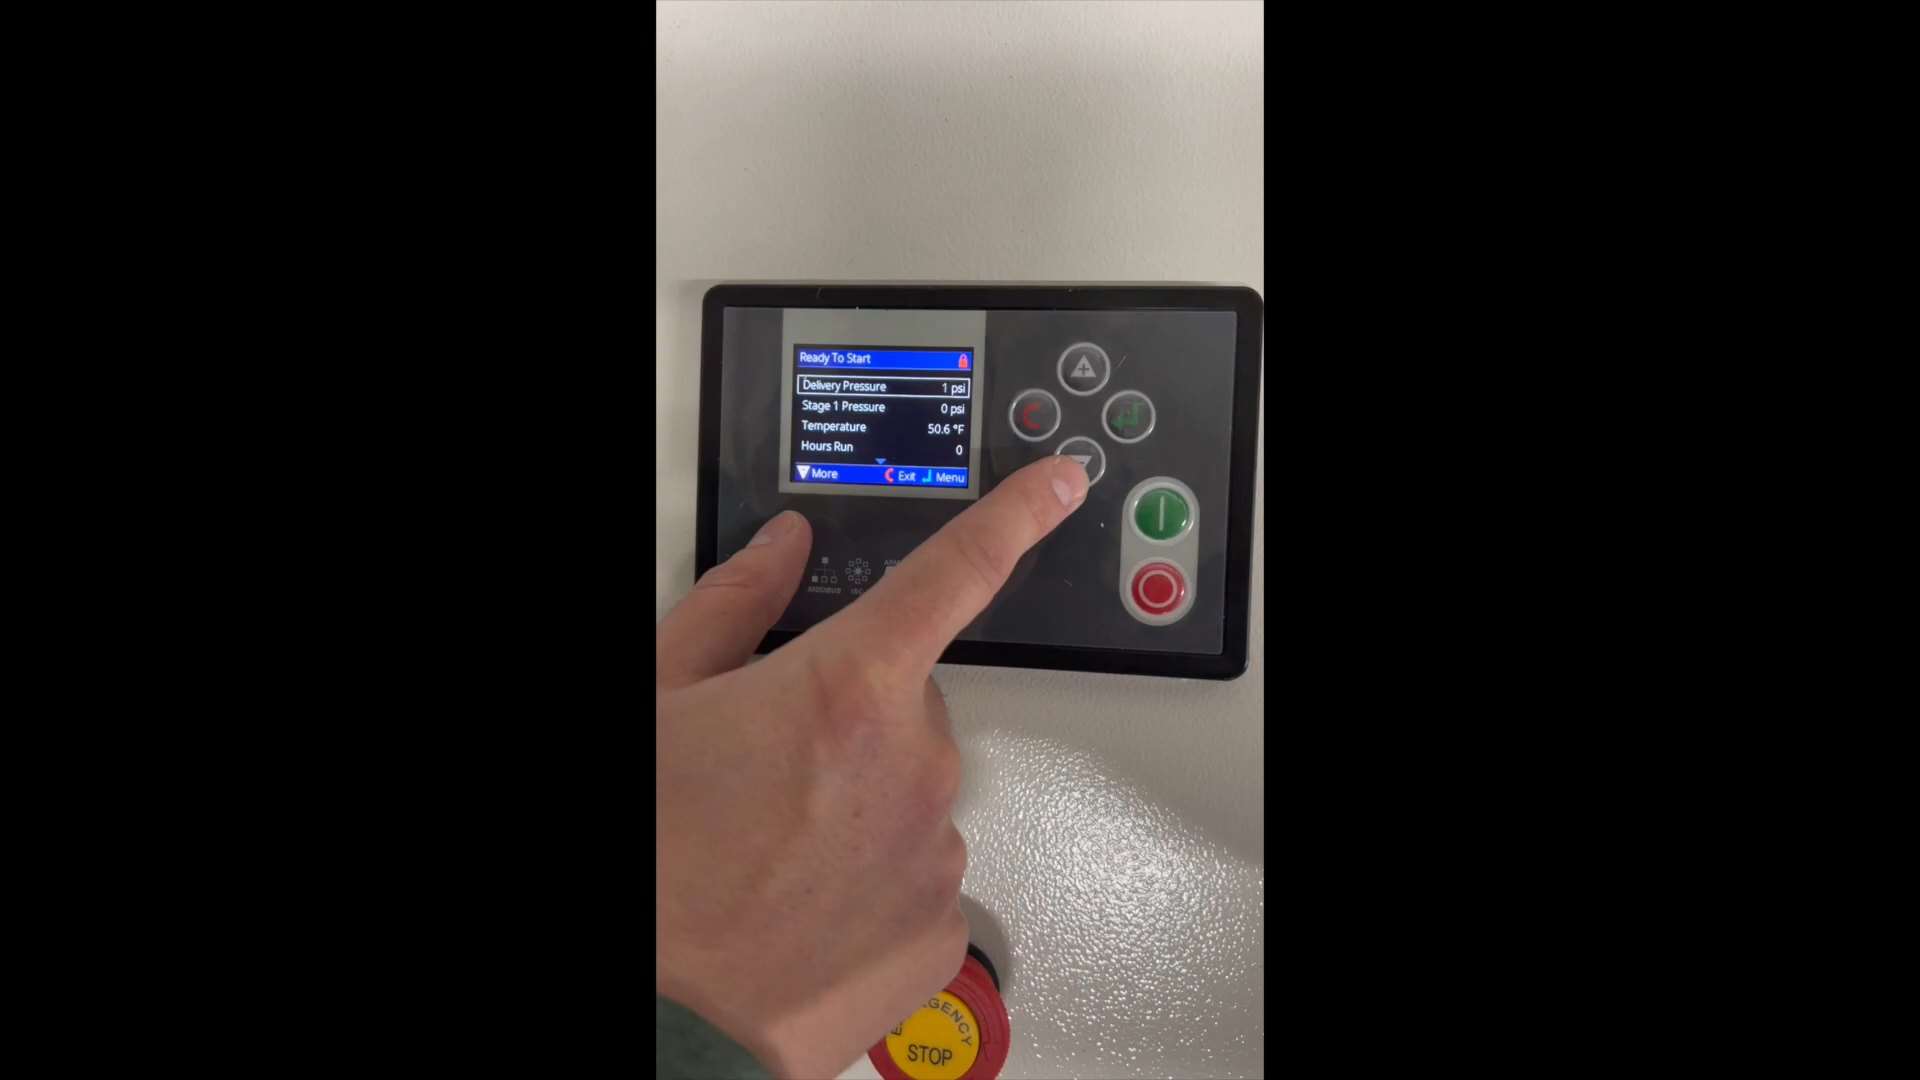 Ready To Start
Delivery Pressure 1 psi
Stage 1 Pressure 0 psi
Temperature 50.6 °F
Hours Run 0
More Exit Menu
MODBUS
STOP